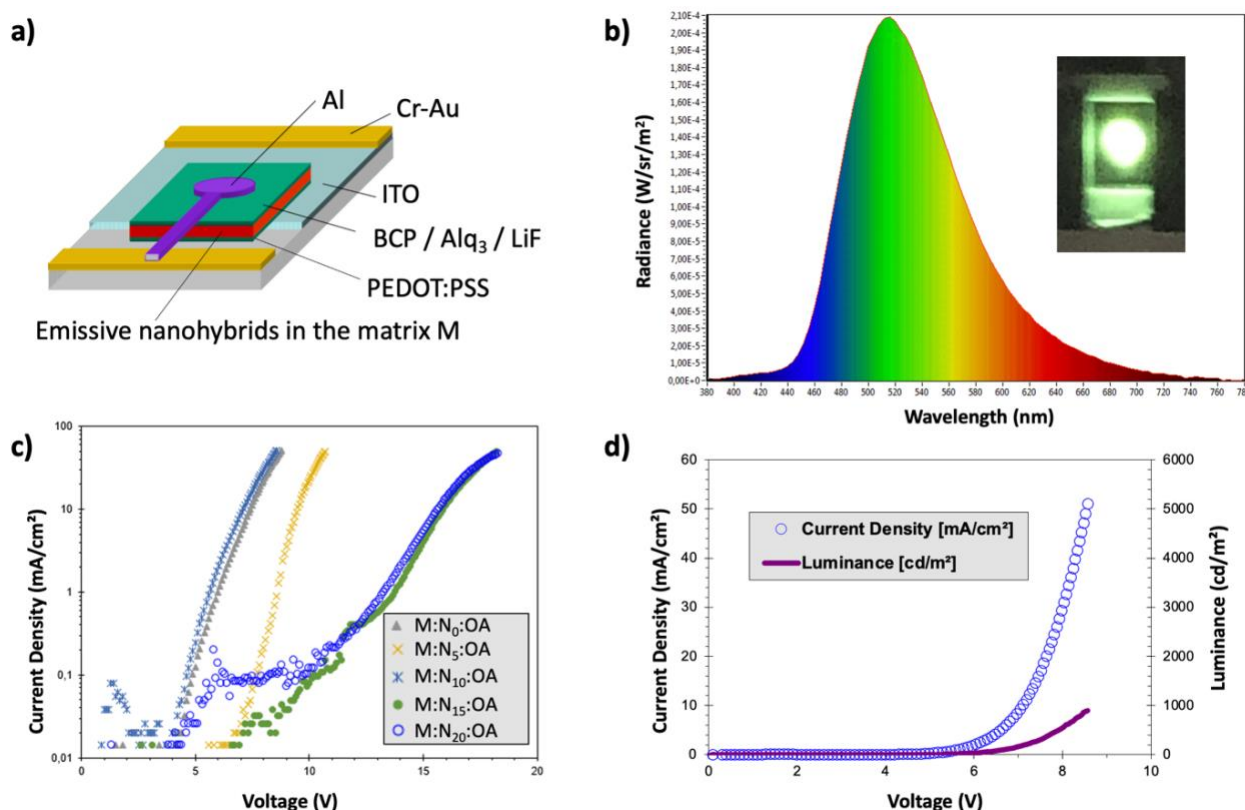 a)
Al
Cr-Au
ITO
BCP / Alq₃ / LiF
PEDOT:PSS
Emissive nanohybrids in the matrix M
b)
Radiance (W/sr/m²)
2,10E-4
2,00E-4
1,90E-4
1,80E-4
1,70E-4
1,60E-4
1,50E-4
1,40E-4
1,30E-4
1,20E-4
1,10E-4
1,00E-4
9,00E-5
8,00E-5
7,00E-5
6,00E-5
5,00E-5
4,00E-5
3,00E-5
2,00E-5
1,00E-5
0,00E+0
380 400 420 440 460 480 500 520 540 560 580 600 620 640 660 680 700 720 740 760 78
Wavelength (nm)
c)
Current Density (mA/cm²)
100
10
1
0,1
0,01
M:N₀:OA
M:N₅:OA
M:N₁₀:OA
M:N₁₅:OA
M:N₂₀:OA
0 5 10 15 20
Voltage (V)
d)
Current Density (mA/cm²)
60
50
40
30
20
10
0
Current Density [mA/cm²]
Luminance [cd/m²]
6000
5000
4000
3000
2000
1000
0
Luminance (cd/m²)
0 2 4 6 8 10
Voltage (V)